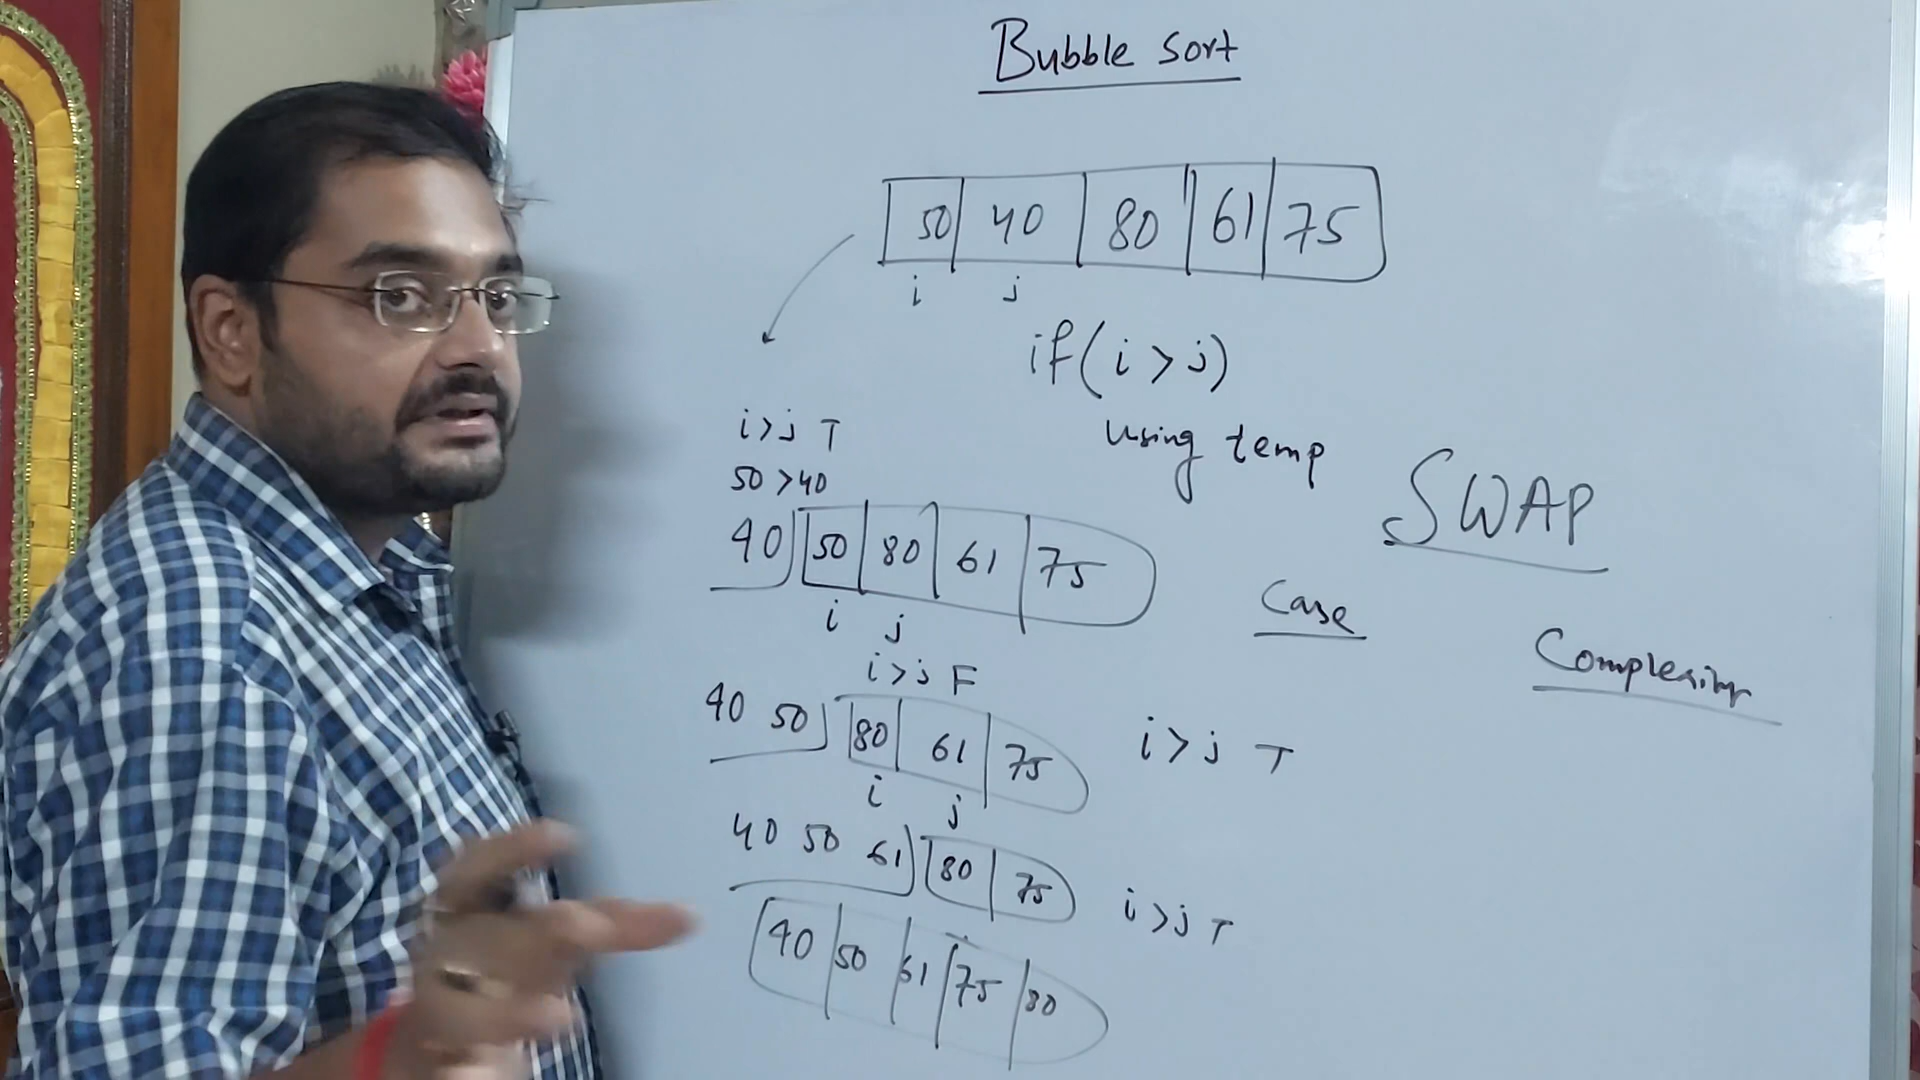 Bubble Sort
50 40 80 61 75
i j
if(i>j)
using temp
SWAP
i>j T
50>40
40 50 80 61 75
i j
Case
Complexity
i>j F
40 50 80 61 75
i j
i>j T
40 50 61 80 75
i>j T
40 50 61 75 80